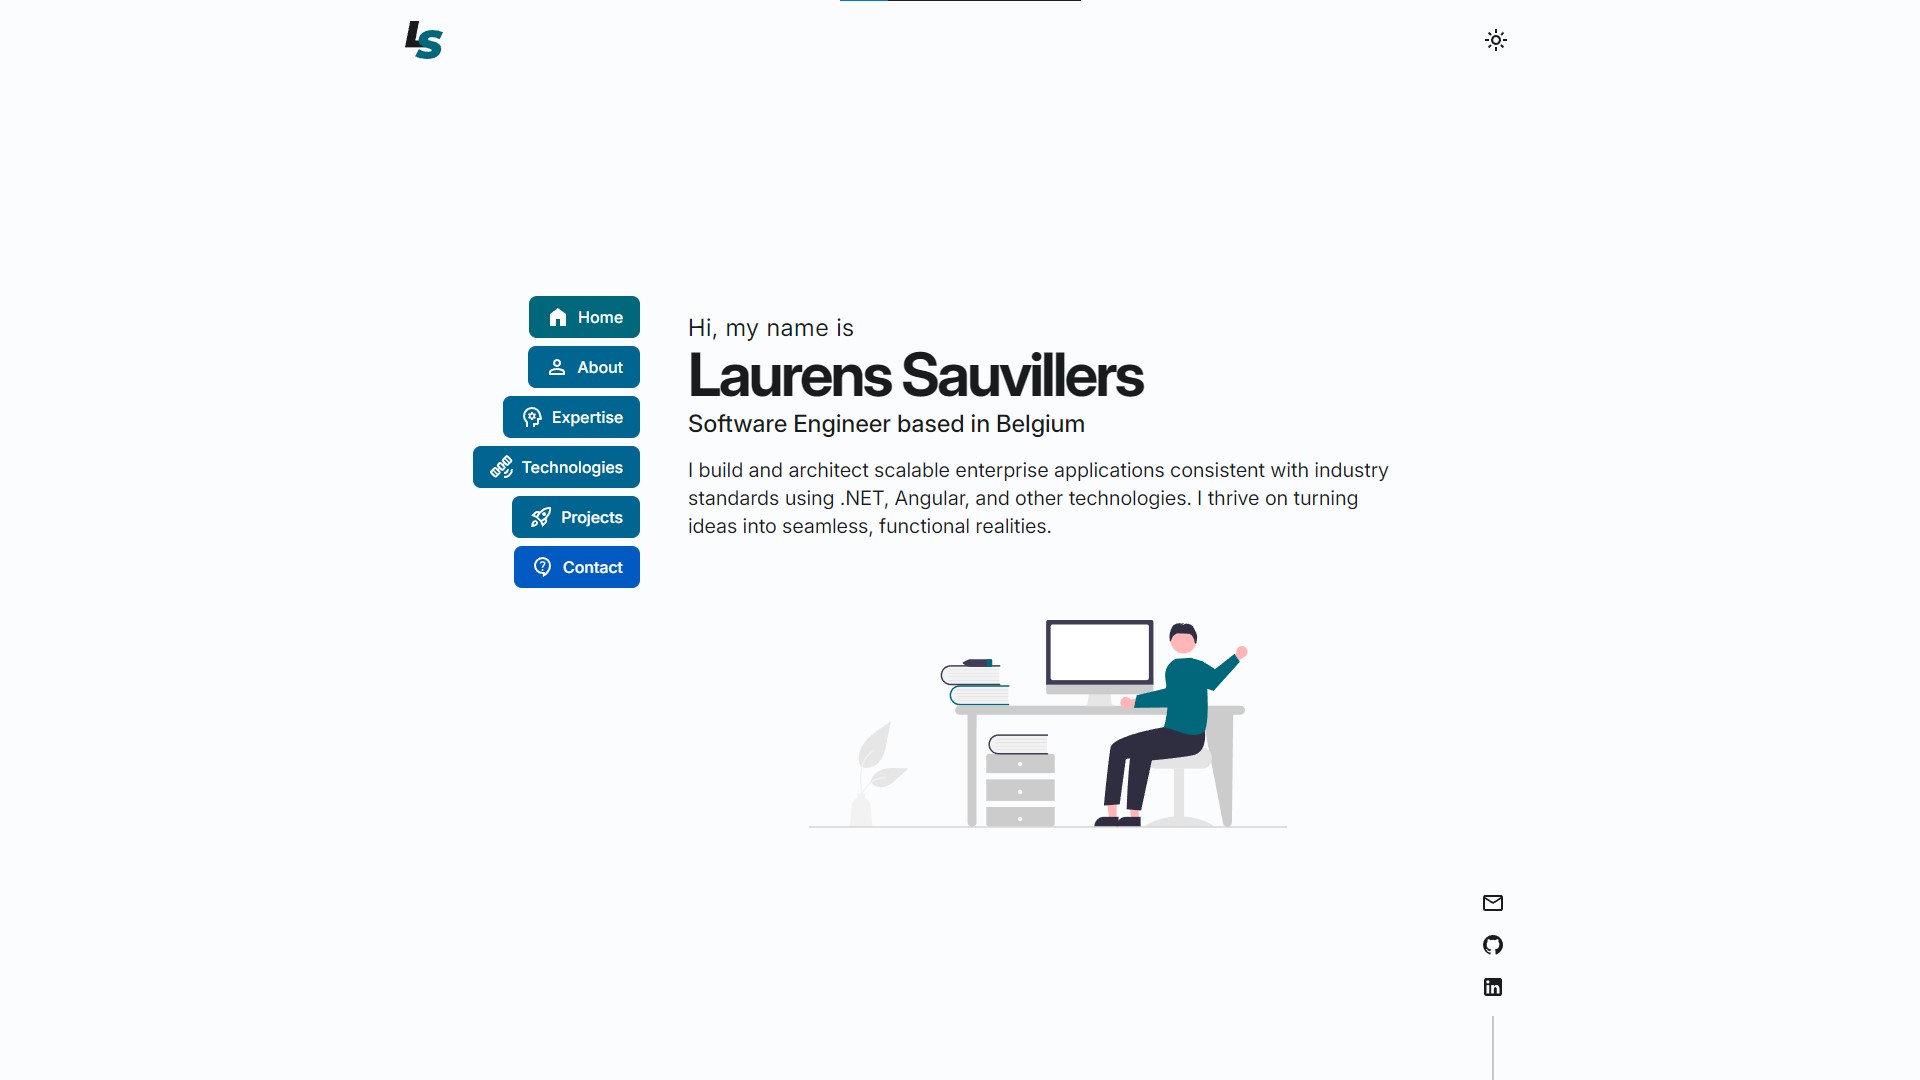 LS
Home
About
Expertise
Technologies
Projects
Contact
Hi, my name is
Laurens Sauvillers
Software Engineer based in Belgium
I build and architect scalable enterprise applications consistent with industry
standards using .NET, Angular, and other technologies. I thrive on turning
ideas into seamless, functional realities.
in